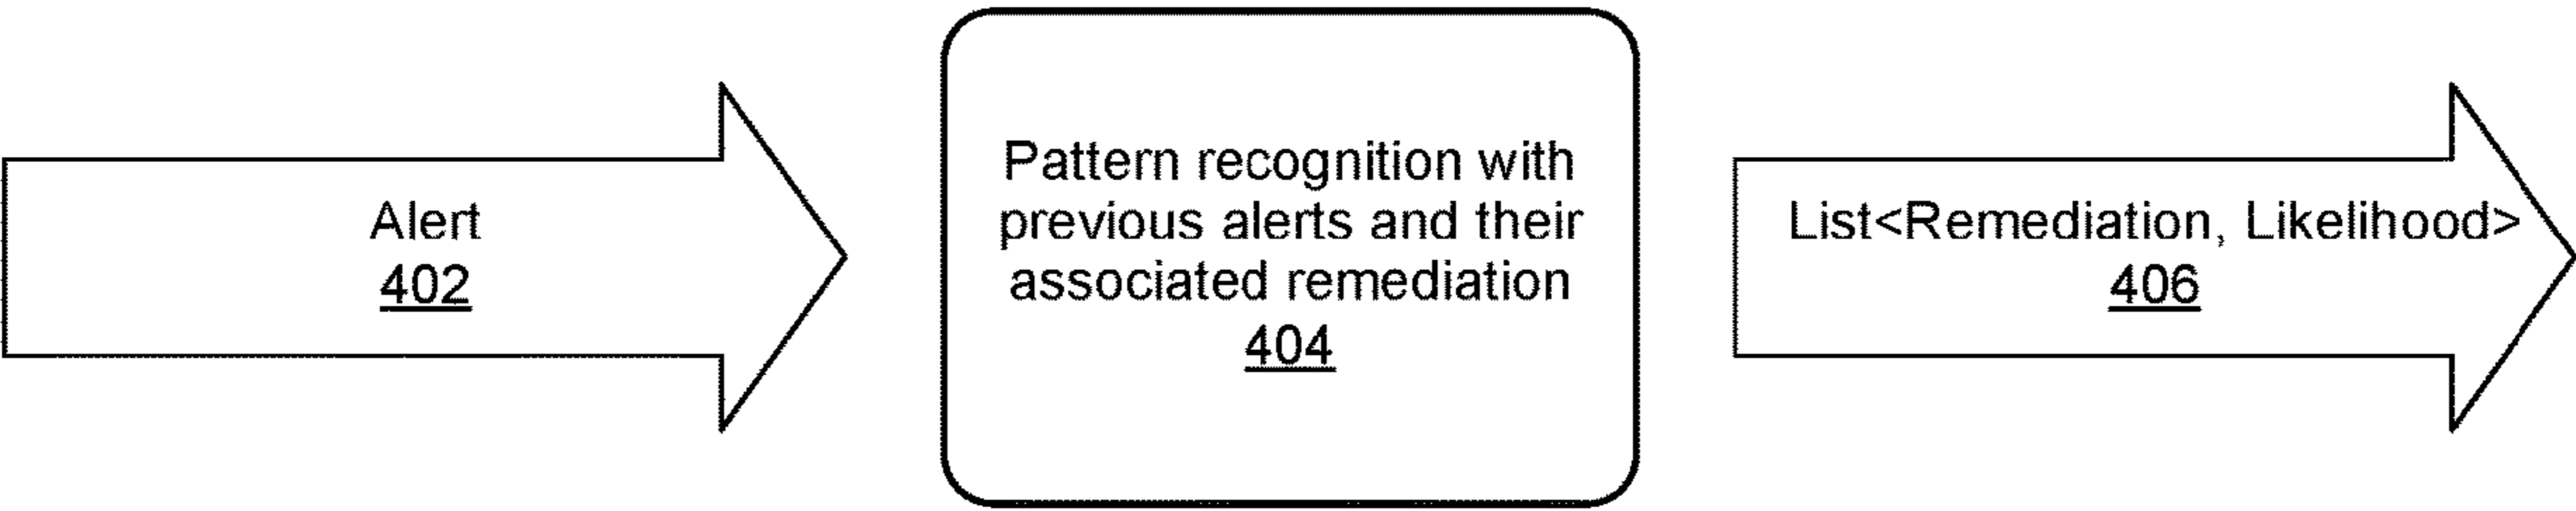 Alert
402
Pattern recognition with
previous alerts and their
associated remediation
404
List<Remediation, Likelihood>
406